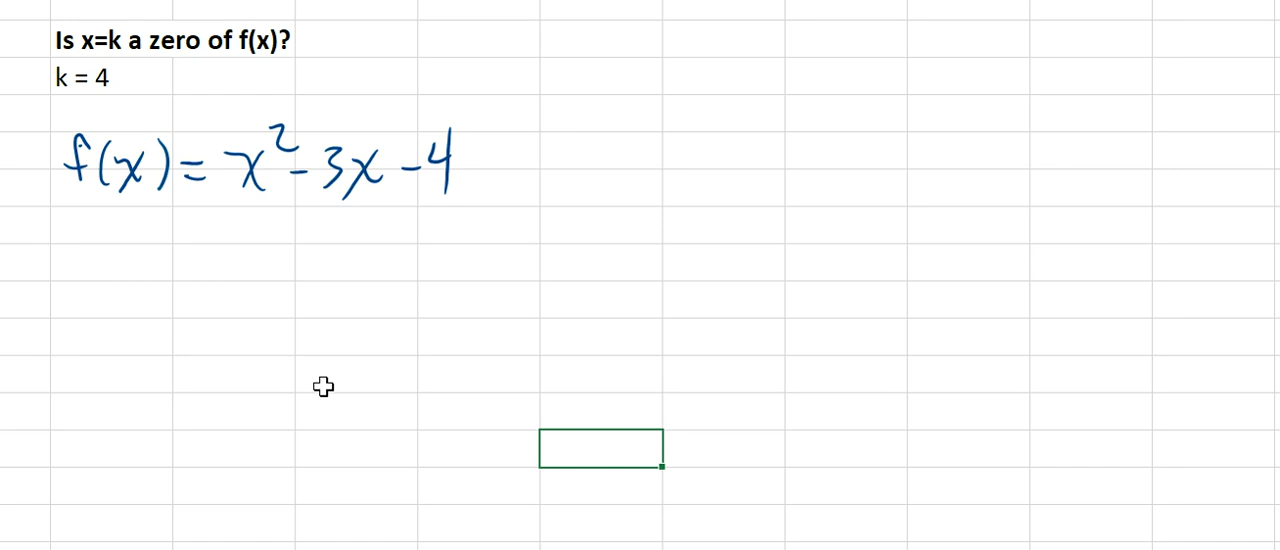 Is x=k a zero of f(x)?
k = 4
f(x) = x² - 3x - 4